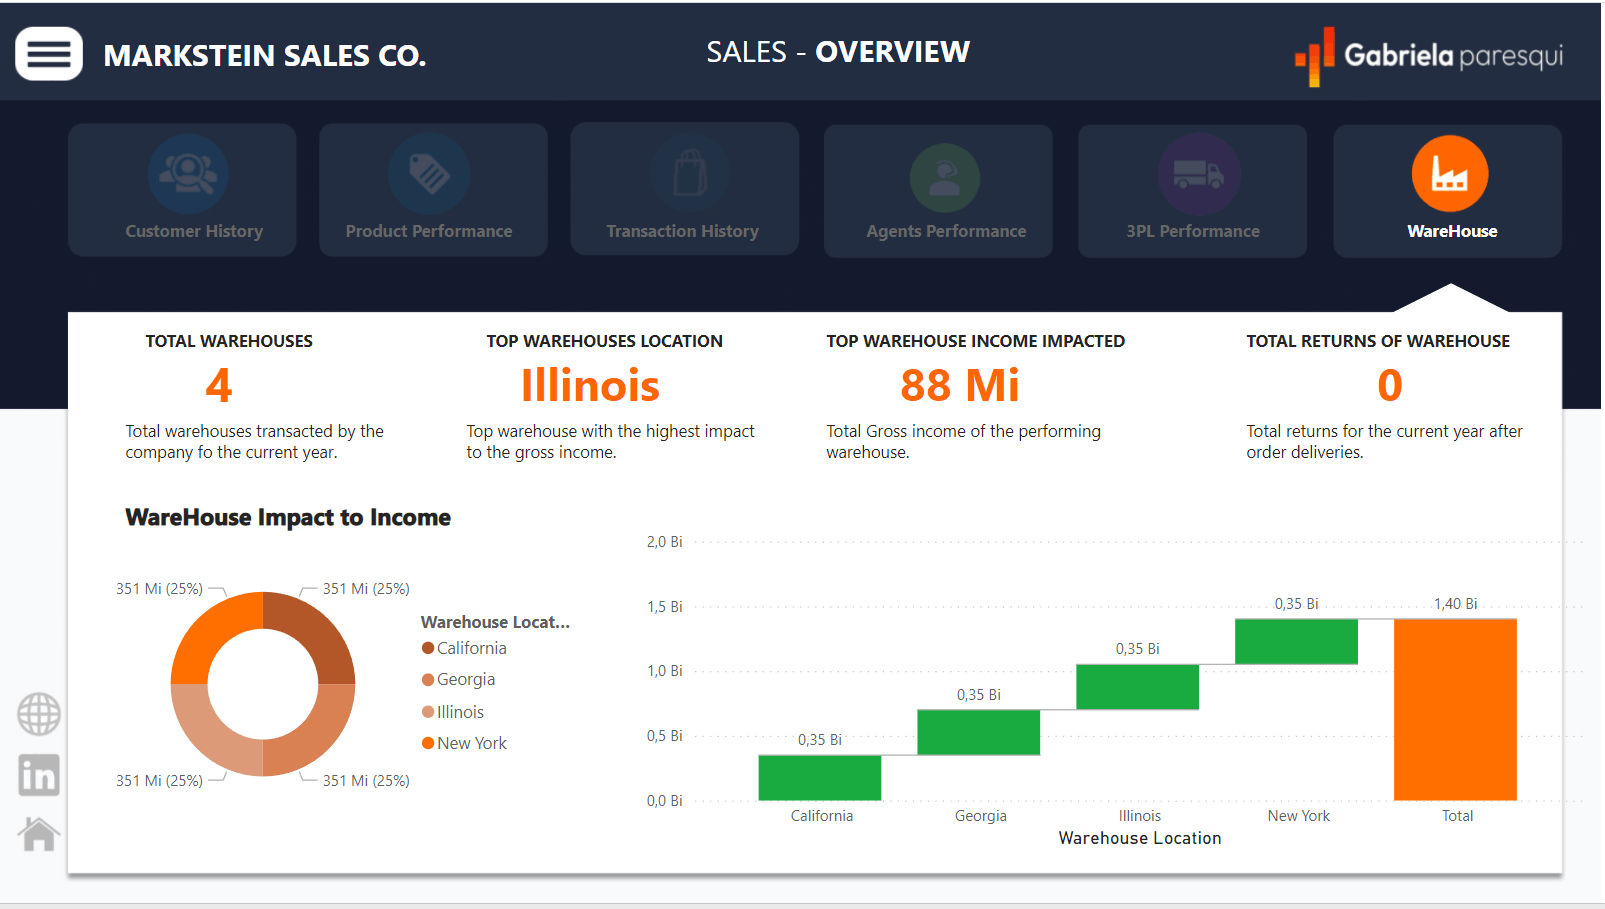 MARKSTEIN SALES CO.
SALES - OVERVIEW
Gabriela paresqui
Customer History
Product Performance
Transaction History
Agents Performance
3PL Performance
WareHouse
TOTAL WAREHOUSES
4
Total warehouses transacted by the
company fo the current year.
TOP WAREHOUSES LOCATION
Illinois
Top warehouse with the highest impact
to the gross income.
TOP WAREHOUSE INCOME IMPACTED
88 Mi
Total Gross income of the performing
warehouse.
TOTAL RETURNS OF WAREHOUSE
0
Total returns for the current year after
order deliveries.
WareHouse Impact to Income
351 Mi (25%)
351 Mi (25%)
351 Mi (25%)
351 Mi (25%)
Warehouse Locat...
California
Georgia
Illinois
New York
2,0 Bi
1,5 Bi
1,0 Bi
0,5 Bi
0,0 Bi
0,35 Bi
0,35 Bi
0,35 Bi
0,35 Bi
1,40 Bi
California
Georgia
Illinois
New York
Total
Warehouse Location
in